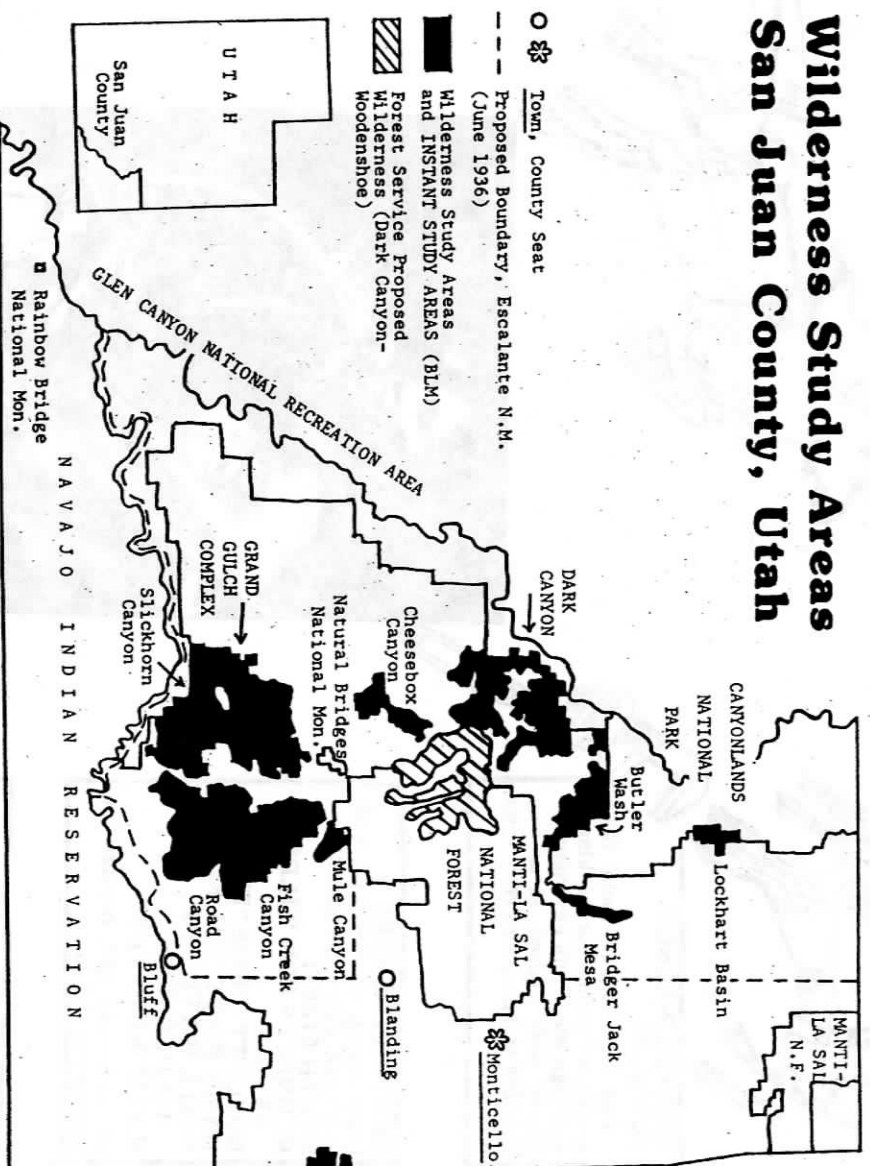 Wilderness Study Areas
San Juan County, Utah
Town, County Seat
Proposed Boundary, Escalante N.M.
(June 1936)
Wilderness Study Areas
and INSTANT STUDY AREAS (BLM)
Forest Service Proposed
Wilderness (Dark Canyon-
Woodenshoe)
UTAH
San Juan
County
GLEN CANYON NATIONAL RECREATION AREA
Rainbow Bridge
National Mon.
NAVAJO INDIAN RESERVATION
CANYONLANDS
NATIONAL
PARK
MANTI-
LA SAL
N.F.
Lockhart Basin
DARK
CANYON
Butler
Wash
Bridger Jack
Mesa
MANTI-LA SAL
NATIONAL
FOREST
Monticello
Cheesebox
Canyon
Natural Bridges
National Mon.
Blanding
Mule Canyon
GRAND
GULCH
COMPLEX
Fish Creek
Canyon
Road
Canyon
Slickhorn
Canyon
Bluff